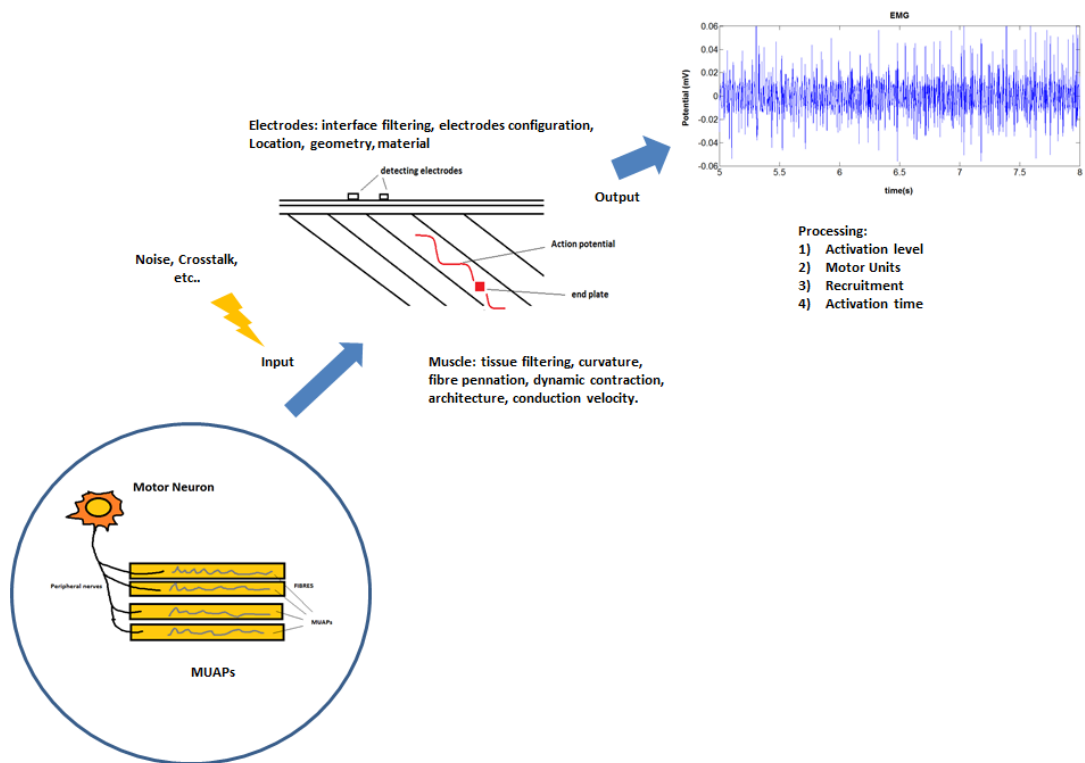 EMG
0.06
0.04
0.02
0
-0.02
-0.04
-0.06
Potential (mV)
5
5.5
6
6.5
7
7.5
8
time(s)
Electrodes: interface filtering, electrodes configuration,
Location, geometry, material
detecting electrodes
Output
Action potential
end plate
Processing:
1) Activation level
2) Motor Units
3) Recruitment
4) Activation time
Noise, Crosstalk,
etc..
Input
Muscle: tissue filtering, curvature,
fibre pennation, dynamic contraction,
architecture, conduction velocity.
Motor Neuron
Peripheral nerves
FIBRES
MUAPs
MUAPs